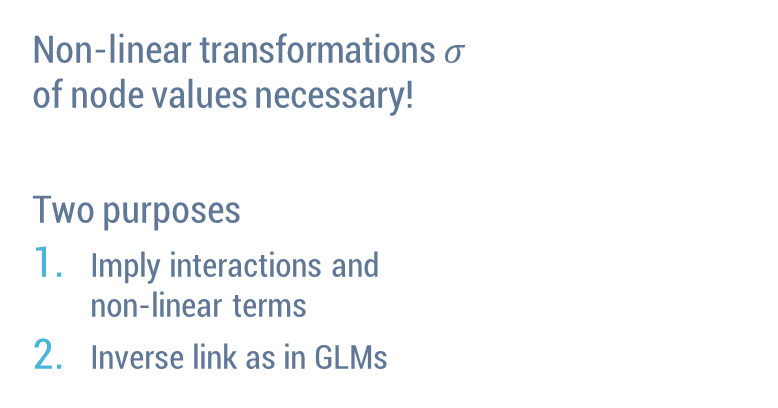 Non-linear transformations σ
of node values necessary!
Two purposes
1. Imply interactions and
non-linear terms
2. Inverse link as in GLMs